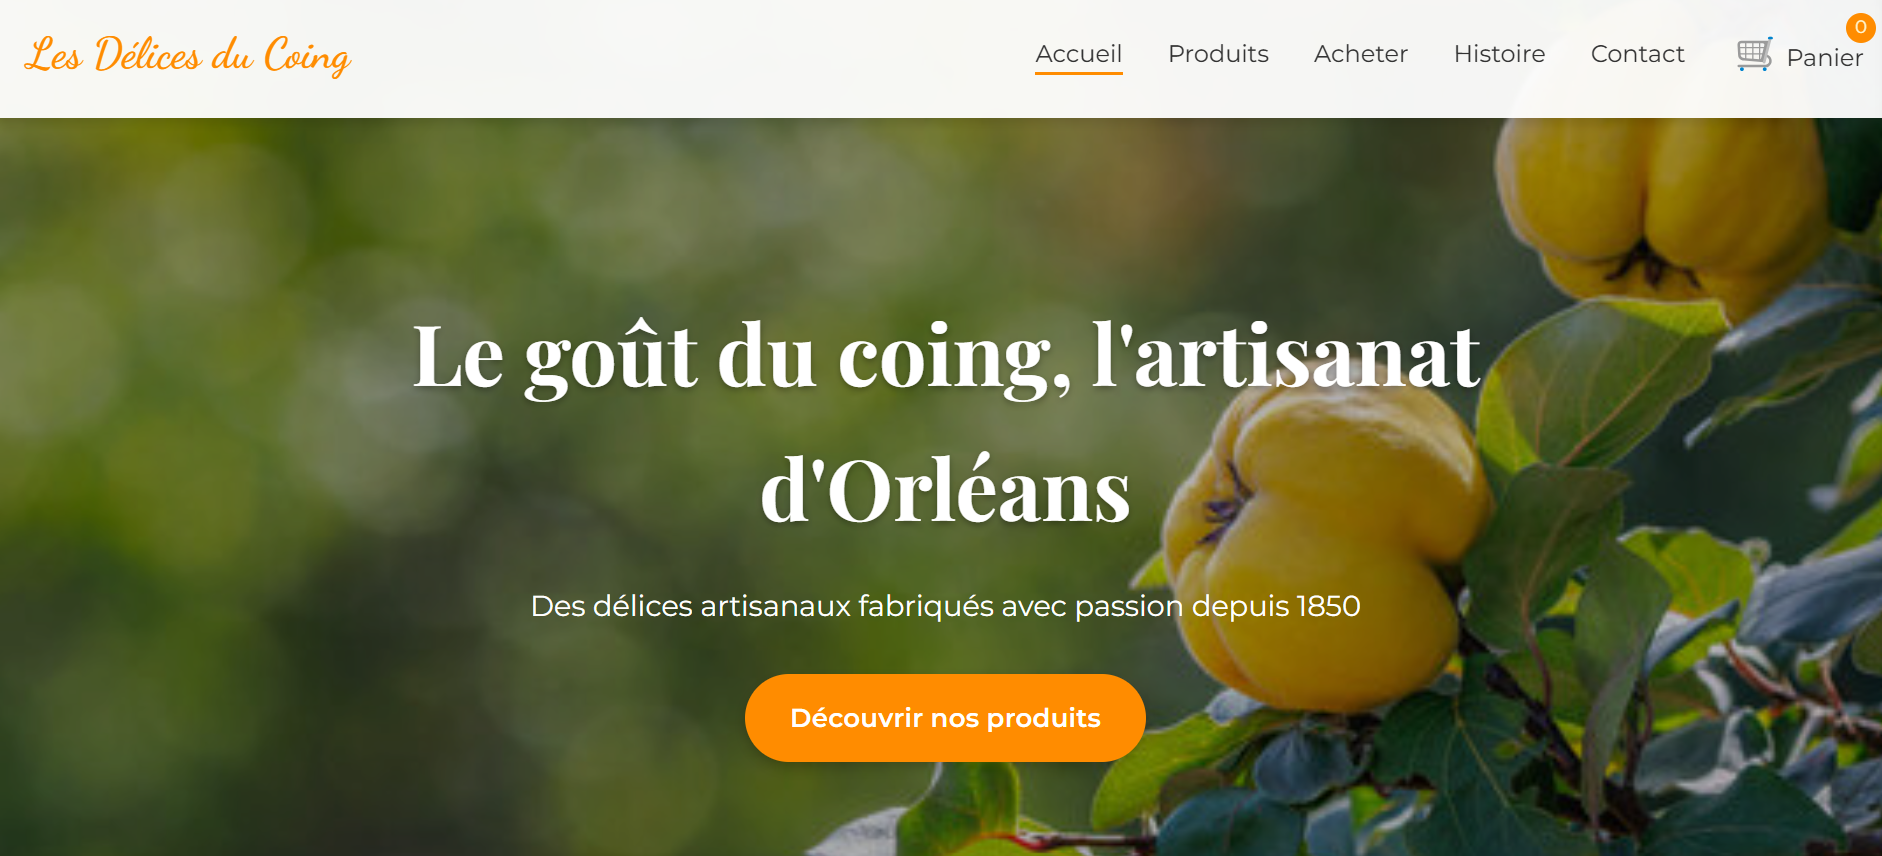 Les Délices du Coing
Accueil Produits Acheter Histoire Contact Panier 0
Le goût du coing, l'artisanat
d'Orléans
Des délices artisanaux fabriqués avec passion depuis 1850
Découvrir nos produits